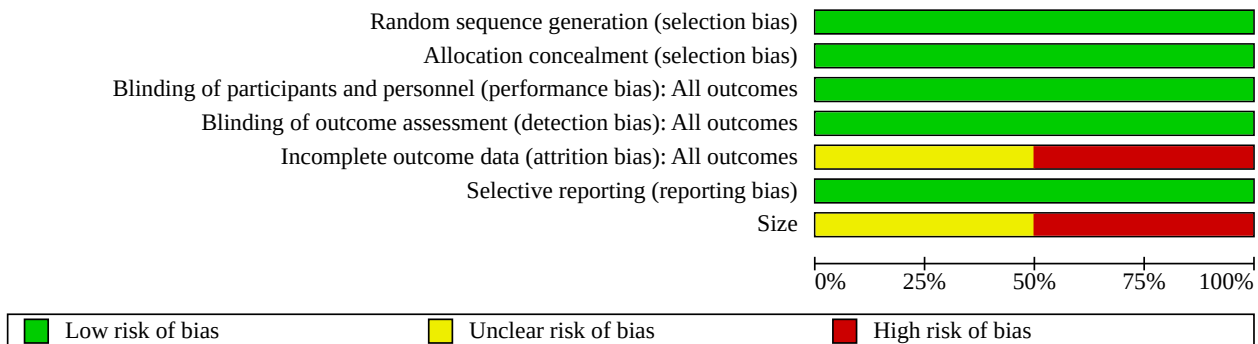 Random sequence generation (selection bias)
Allocation concealment (selection bias)
Blinding of participants and personnel (performance bias): All outcomes
Blinding of outcome assessment (detection bias): All outcomes
Incomplete outcome data (attrition bias): All outcomes
Selective reporting (reporting bias)
Size
0% 25% 50% 75% 100%
Low risk of bias Unclear risk of bias High risk of bias